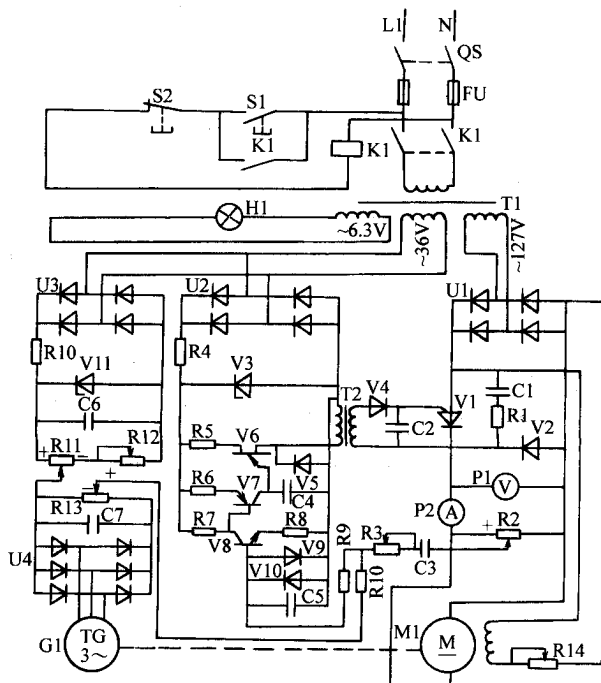 L1 N
QS
S2
S1
FU
K1
K1
K1
H1
T1
~6.3V
~36V
~127V
U3
U2
U1
R10
R4
V11
V3
C6
T2
V4
V1
C1
R1
C2
V2
R11
R12
+ −
+
R5
V6
V5
P1
V
R13
R6
V7
C4
P2
A
R2
+
C7
R7
R8
R9
R3
V8
V9
U4
V10
R10
C3
C5
G1
TG
3~
M1
M
R14